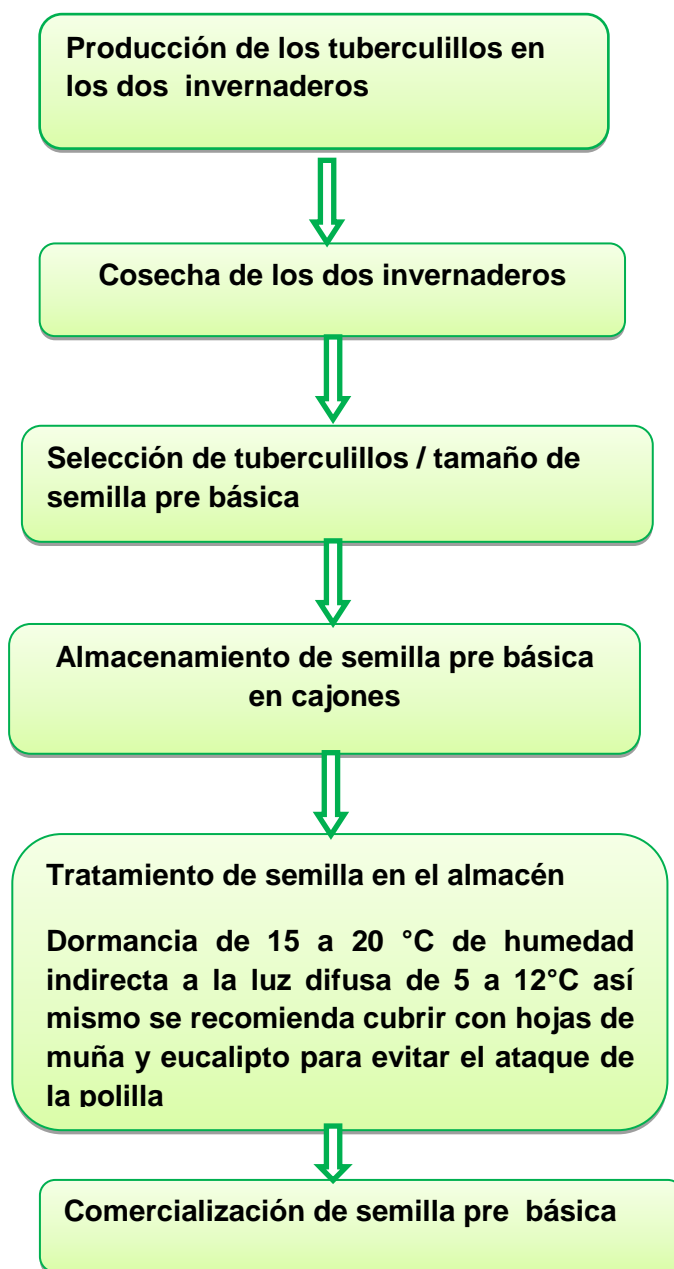 Producción de los tuberculillos en
los dos invernaderos
Cosecha de los dos invernaderos
Selección de tuberculillos / tamaño de
semilla pre básica
Almacenamiento de semilla pre básica
en cajones
Tratamiento de semilla en el almacén
Dormancia de 15 a 20 °C de humedad
indirecta a la luz difusa de 5 a 12°C así
mismo se recomienda cubrir con hojas de
muña y eucalipto para evitar el ataque de
la polilla
Comercialización de semilla pre básica